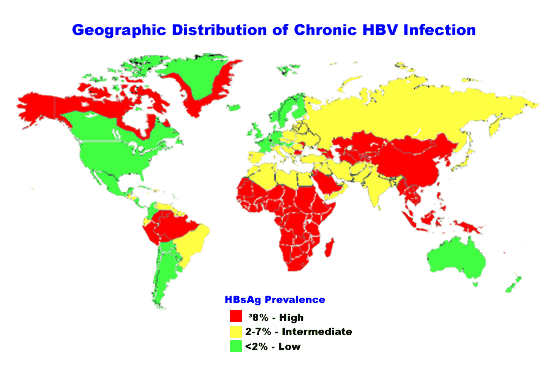 Geographic Distribution of Chronic HBV Infection
HBsAg Prevalence
³8% - High
2-7% - Intermediate
<2% - Low